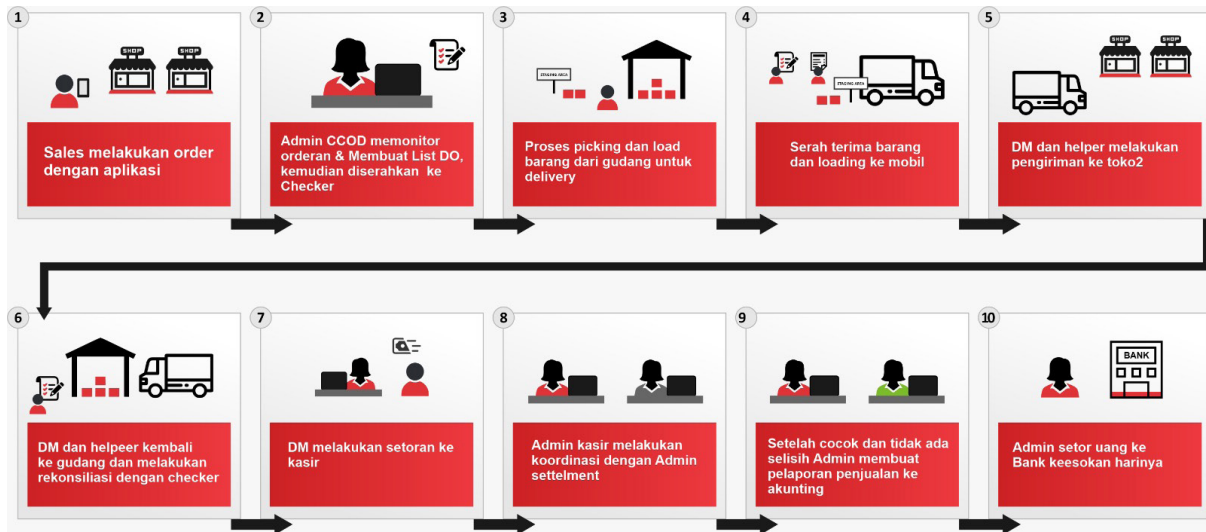 1
SHOP SHOP
Sales melakukan order
dengan aplikasi
2
Admin CCOD memonitor
orderan & Membuat List DO,
kemudian diserahkan ke
Checker
3
STAGING AREA
Proses picking dan load
barang dari gudang untuk
delivery
4
STAGING AREA
Serah terima barang
dan loading ke mobil
5
SHOP SHOP
DM dan helper melakukan
pengiriman ke toko2
6
DM dan helpeer kembali
ke gudang dan melakukan
rekonsiliasi dengan checker
7
DM melakukan setoran ke
kasir
8
Admin kasir melakukan
koordinasi dengan Admin
settelment
9
Setelah cocok dan tidak ada
selisih Admin membuat
pelaporan penjualan ke
akunting
10
BANK
Admin setor uang ke
Bank keesokan harinya